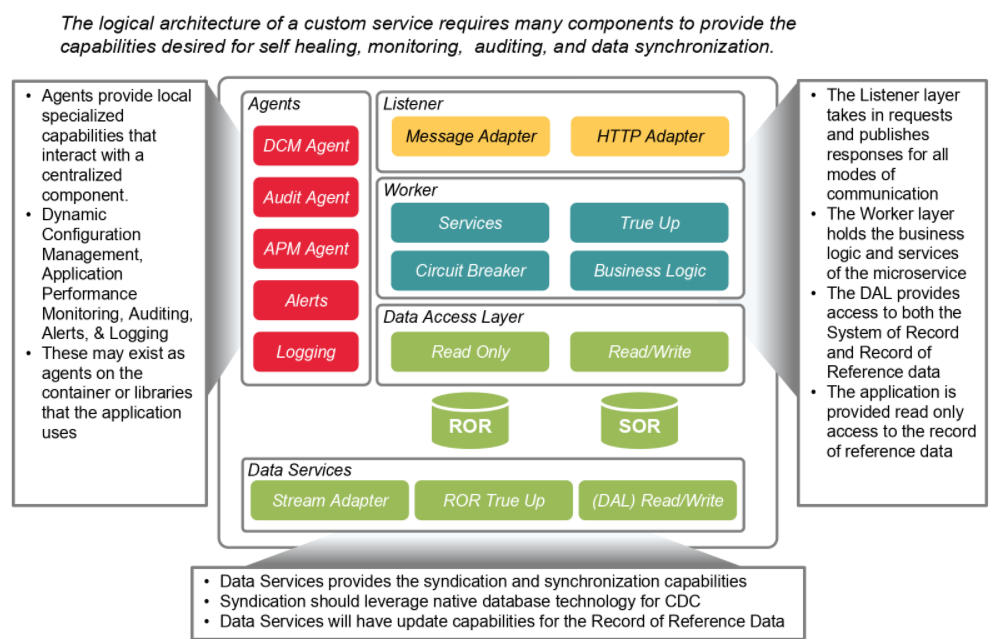 The logical architecture of a custom service requires many components to provide the
capabilities desired for self healing, monitoring,  auditing, and data synchronization.
• Agents provide local
specialized
capabilities that
interact with a
centralized
component.
• Dynamic
Configuration
Management,
Application
Performance
Monitoring, Auditing,
Alerts, & Logging
• These may exist as
agents on the
container or libraries
that the application
uses
Agents
DCM Agent
Audit Agent
APM Agent
Alerts
Logging
Listener
Message Adapter
HTTP Adapter
Worker
Services
True Up
Circuit Breaker
Business Logic
Data Access Layer
Read Only
Read/Write
ROR
SOR
Data Services
Stream Adapter
ROR True Up
(DAL) Read/Write
• The Listener layer
takes in requests
and publishes
responses for all
modes of
communication
• The Worker layer
holds the business
logic and services
of the microservice
• The DAL provides
access to both the
System of Record
and Record of
Reference data
• The application is
provided read only
access to the record
of reference data
• Data Services provides the syndication and synchronization capabilities
• Syndication should leverage native database technology for CDC
• Data Services will have update capabilities for the Record of Reference Data